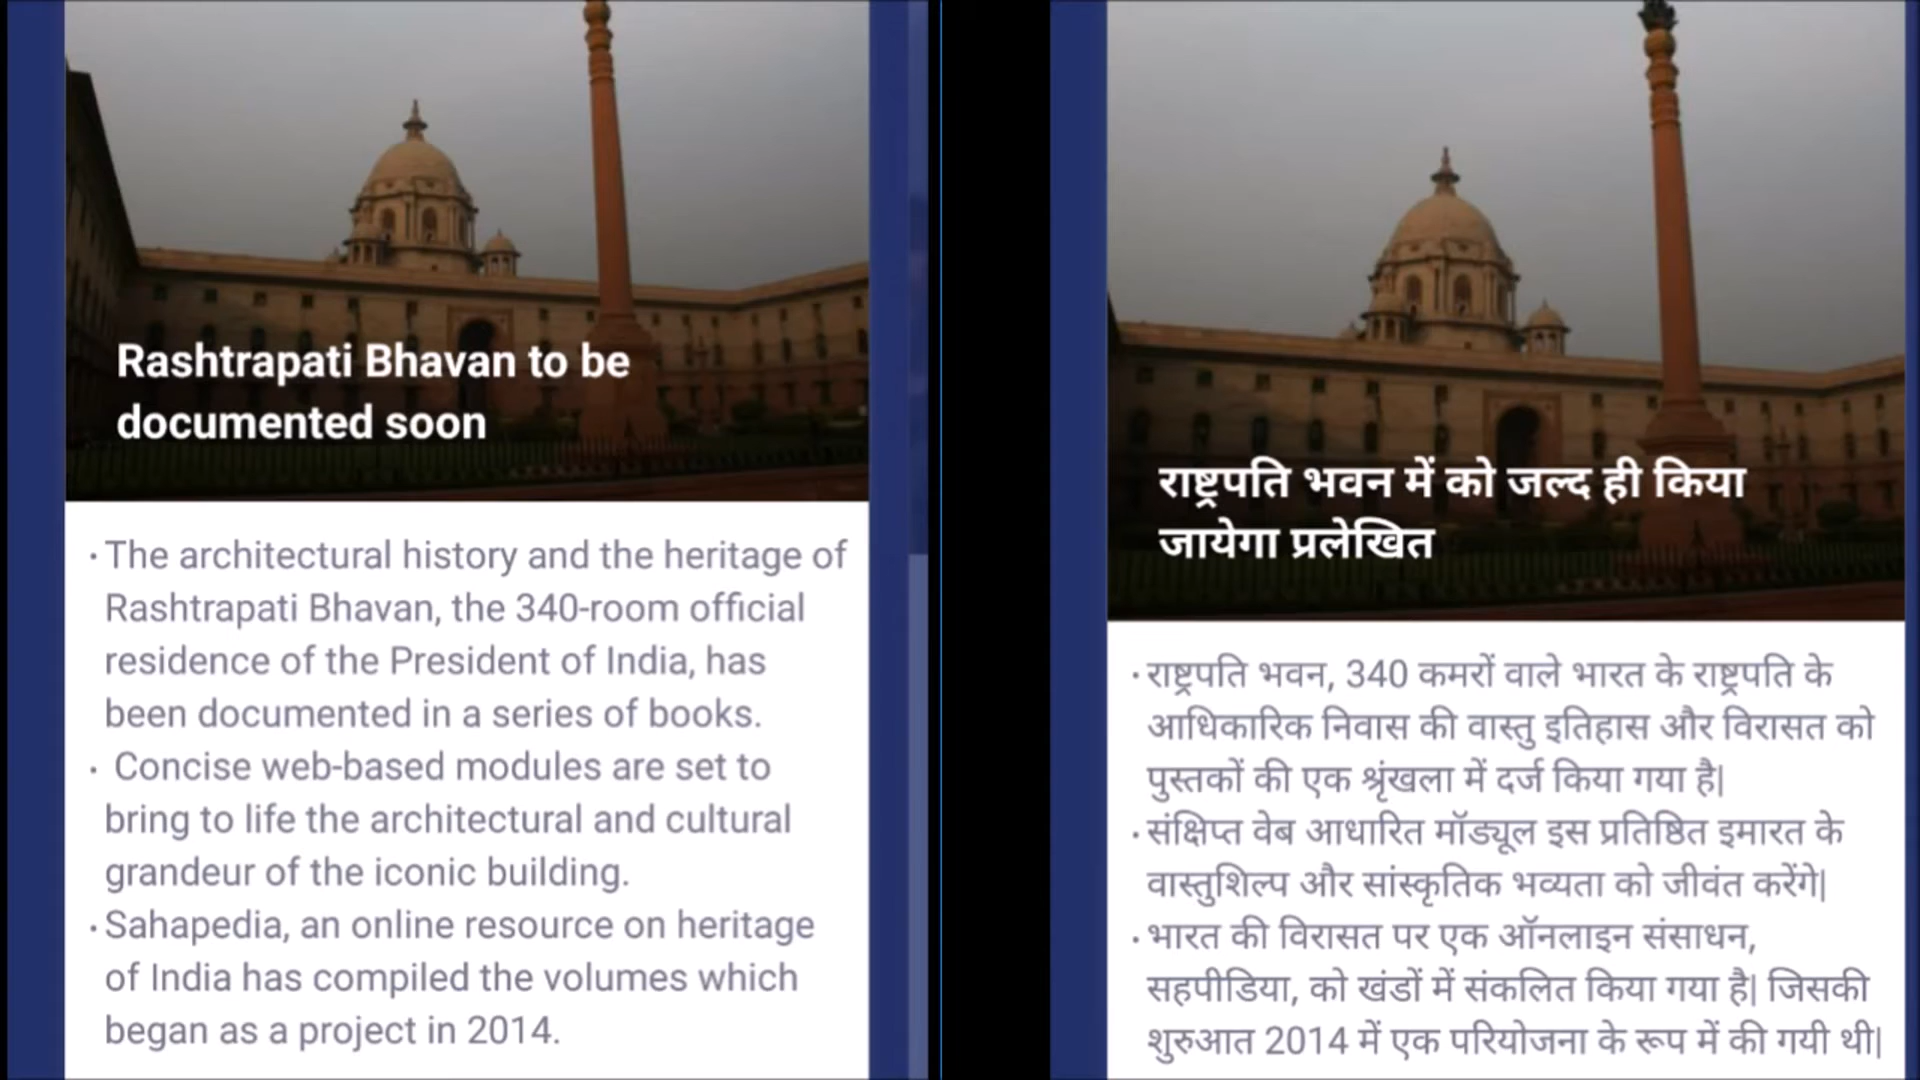 Rashtrapati Bhavan to be
documented soon
· The architectural history and the heritage of
Rashtrapati Bhavan, the 340-room official
residence of the President of India, has
been documented in a series of books.
· Concise web-based modules are set to
bring to life the architectural and cultural
grandeur of the iconic building.
· Sahapedia, an online resource on heritage
of India has compiled the volumes which
began as a project in 2014.
राष्ट्रपति भवन में को जल्द ही किया
जायेगा प्रलेखित
· राष्ट्रपति भवन, 340 कमरों वाले भारत के राष्ट्रपति के
आधिकारिक निवास की वास्तु इतिहास और विरासत को
पुस्तकों की एक श्रृंखला में दर्ज किया गया है|
· संक्षिप्त वेब आधारित मॉड्यूल इस प्रतिष्ठित इमारत के
वास्तुशिल्प और सांस्कृतिक भव्यता को जीवंत करेंगे|
· भारत की विरासत पर एक ऑनलाइन संसाधन,
सहपीडिया, को खंडों में संकलित किया गया है| जिसकी
शुरुआत 2014 में एक परियोजना के रूप में की गयी थी|